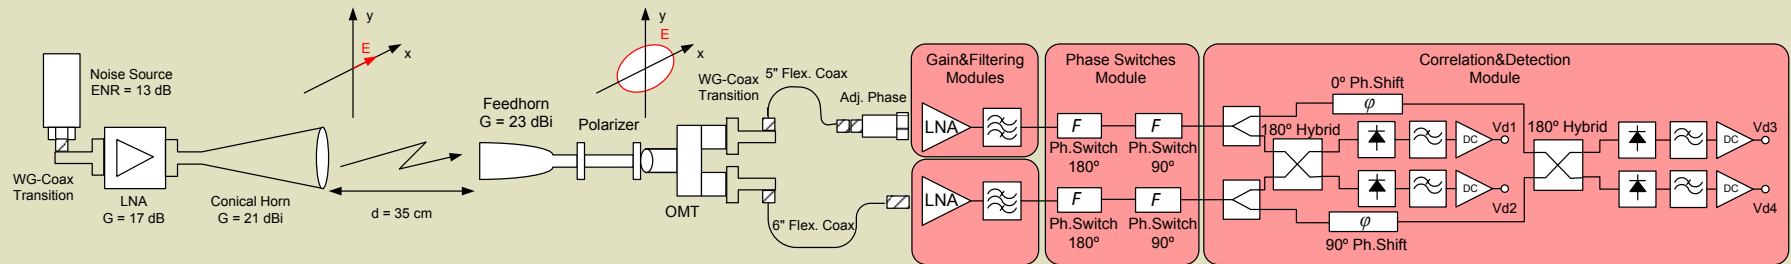 Noise Source
ENR = 13 dB
WG-Coax
Transition
LNA
G = 17 dB
y
E
x
Conical Horn
G = 21 dBi
d = 35 cm
Feedhorn
G = 23 dBi
Polarizer
y
E
x
OMT
WG-Coax
Transition
5" Flex. Coax
6" Flex. Coax
Adj. Phase
Gain&Filtering
Modules
LNA
LNA
Phase Switches
Module
F
Ph.Switch
180º
F
Ph.Switch
90º
F
Ph.Switch
180º
F
Ph.Switch
90º
Correlation&Detection
Module
0º Ph.Shift
φ
180º Hybrid
DC
Vd1
DC
Vd2
φ
90º Ph.Shift
180º Hybrid
DC
Vd3
DC
Vd4